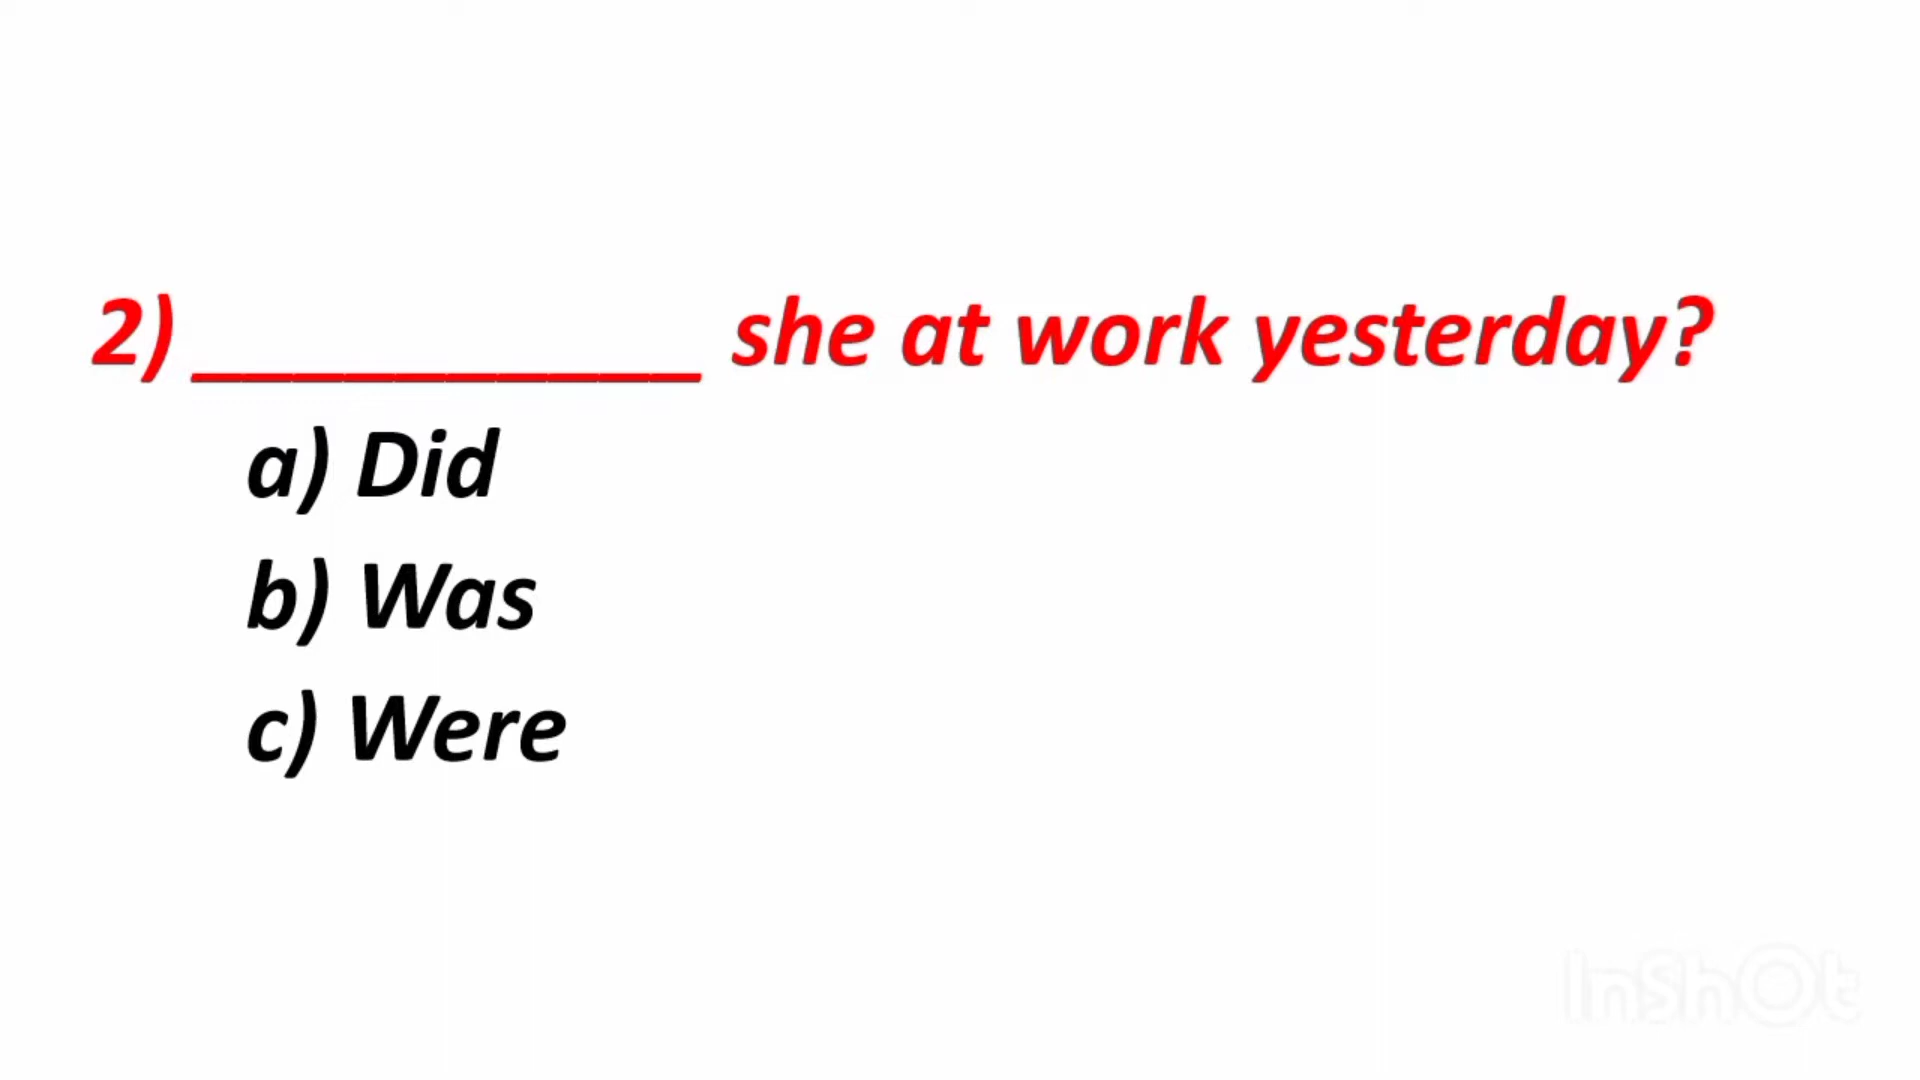 2) __________ she at work yesterday?
a) Did
b) Was
c) Were
InShOt